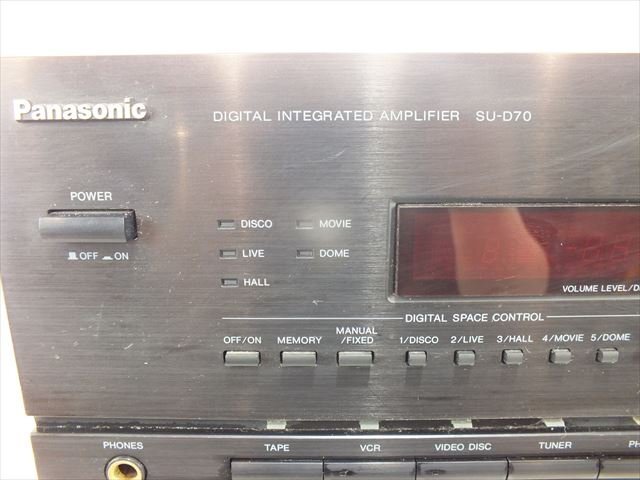 Panasonic
DIGITAL INTEGRATED AMPLIFIER SU-D70
POWER
OFF ON
DISCO MOVIE
LIVE DOME
HALL
VOLUME LEVEL/D
DIGITAL SPACE CONTROL
OFF/ON MEMORY MANUAL
/FIXED 1/DISCO 2/LIVE 3/HALL 4/MOVIE 5/DOME
PHONES TAPE VCR VIDEO DISC TUNER PH